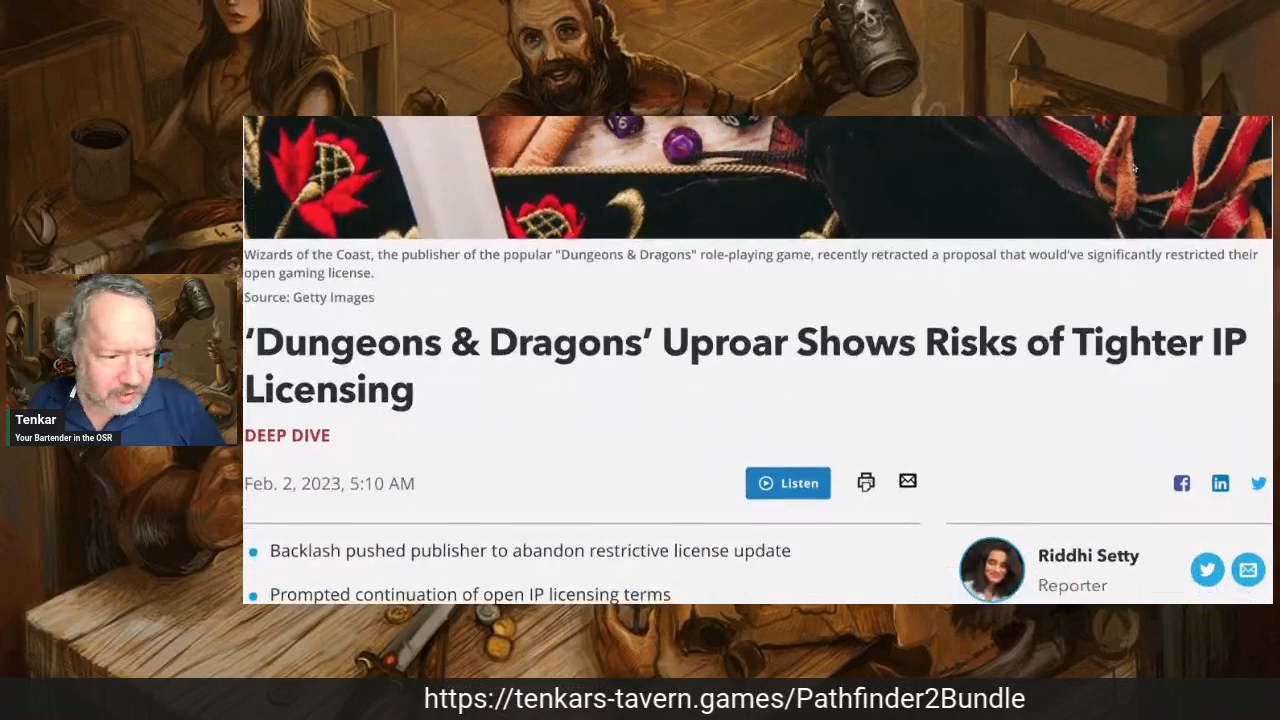 Wizards of the Coast, the publisher of the popular "Dungeons & Dragons" role-playing game, recently retracted a proposal that would've significantly restricted their
open gaming license.
Source: Getty Images
‘Dungeons & Dragons’ Uproar Shows Risks of Tighter IP
Licensing
DEEP DIVE
Feb. 2, 2023, 5:10 AM
Listen
Backlash pushed publisher to abandon restrictive license update
Prompted continuation of open IP licensing terms
Riddhi Setty
Reporter
Tenkar
Your Bartender in the OSR
https://tenkars-tavern.games/Pathfinder2Bundle